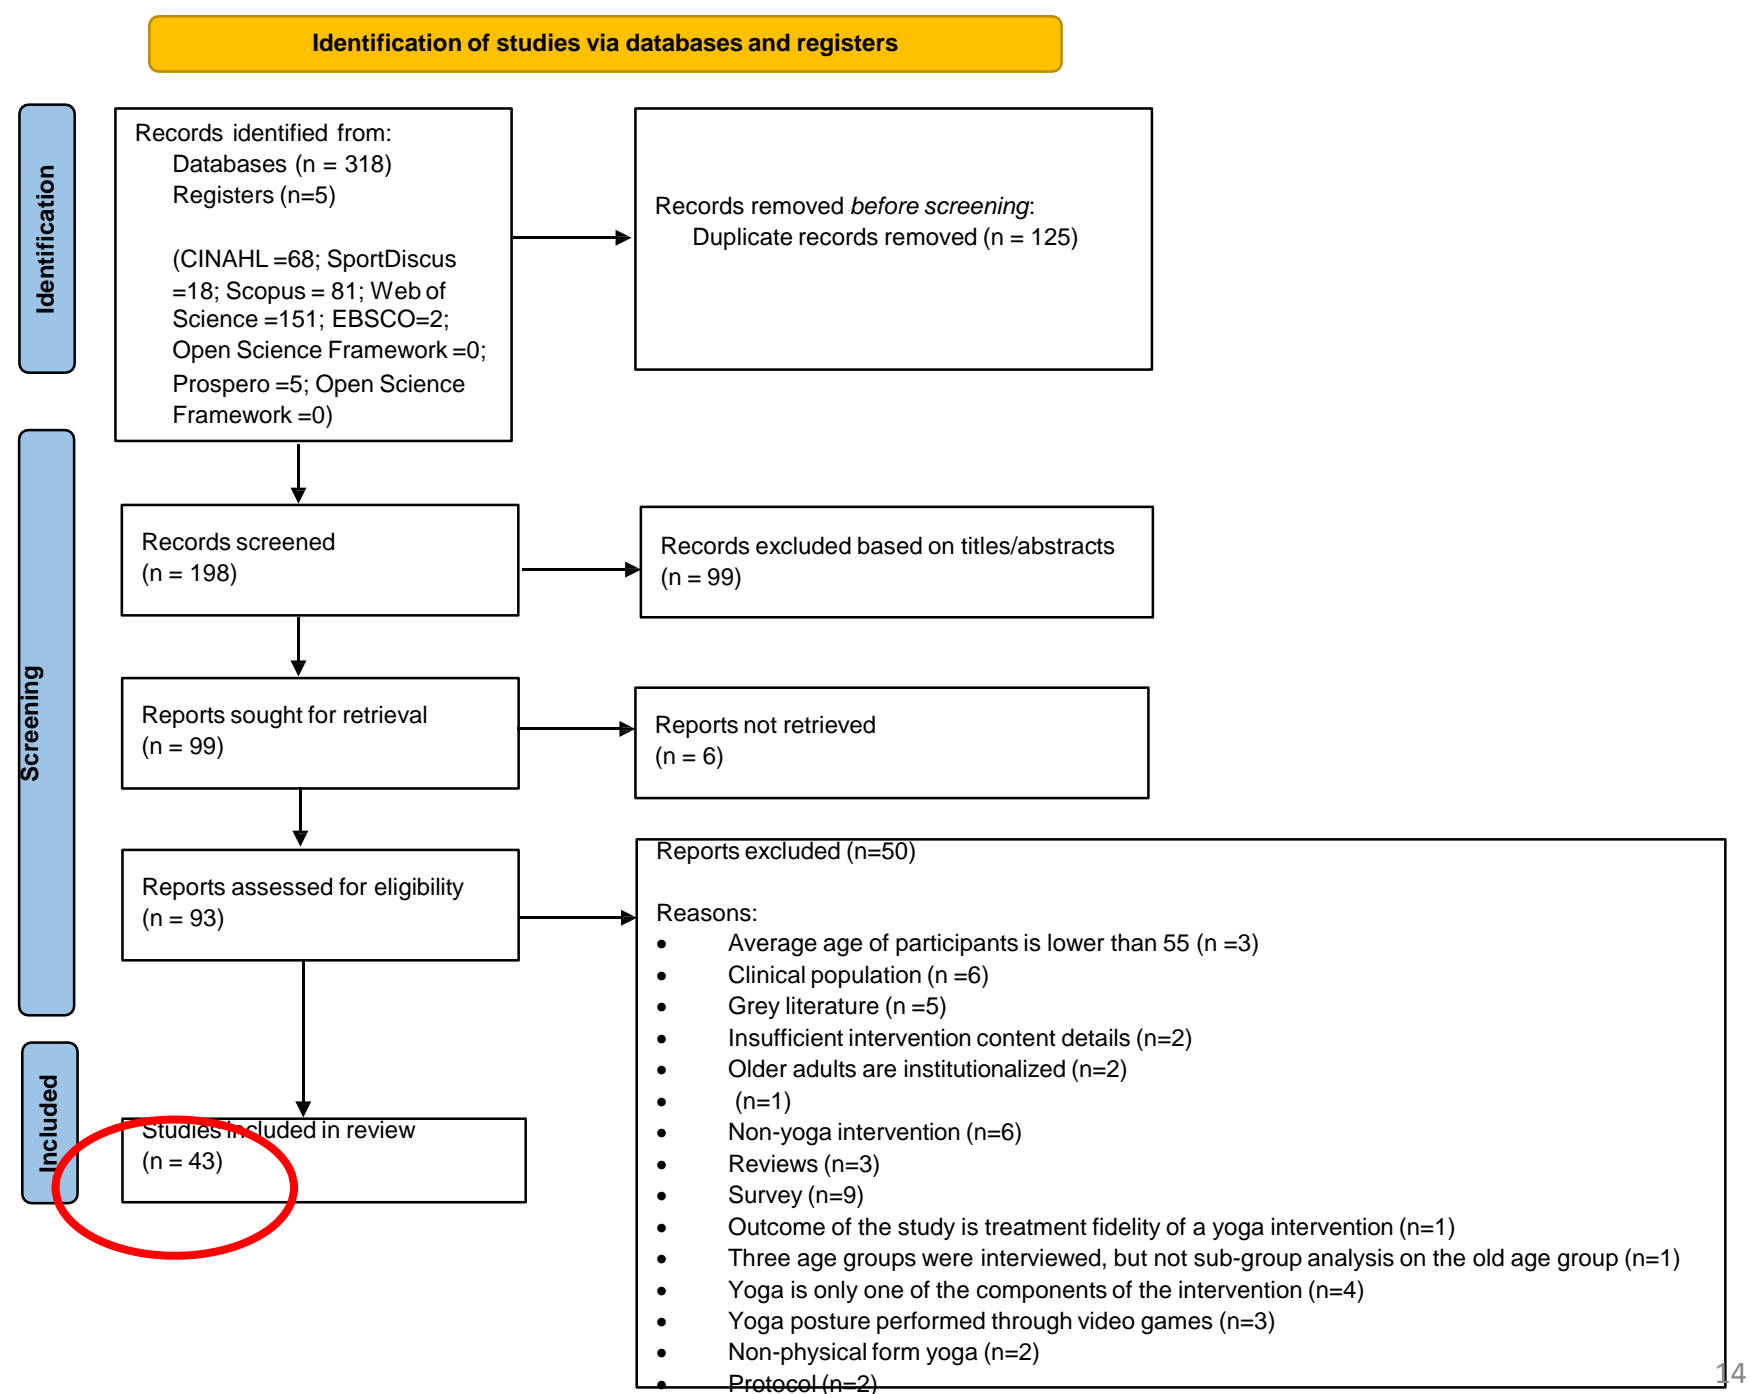 Identification of studies via databases and registers
Identification
Records identified from:
Databases (n = 318)
Registers (n=5)
(CINAHL =68; SportDiscus
=18; Scopus = 81; Web of
Science =151; EBSCO=2;
Open Science Framework =0;
Prospero =5; Open Science
Framework =0)
Records removed before screening:
Duplicate records removed (n = 125)
Screening
Records screened
(n = 198)
Records excluded based on titles/abstracts
(n = 99)
Reports sought for retrieval
(n = 99)
Reports not retrieved
(n = 6)
Reports assessed for eligibility
(n = 93)
Reports excluded (n=50)
Reasons:
• Average age of participants is lower than 55 (n =3)
• Clinical population (n =6)
• Grey literature (n =5)
• Insufficient intervention content details (n=2)
• Older adults are institutionalized (n=2)
• (n=1)
• Non-yoga intervention (n=6)
• Reviews (n=3)
• Survey (n=9)
• Outcome of the study is treatment fidelity of a yoga intervention (n=1)
• Three age groups were interviewed, but not sub-group analysis on the old age group (n=1)
• Yoga is only one of the components of the intervention (n=4)
• Yoga posture performed through video games (n=3)
• Non-physical form yoga (n=2)
• Protocol (n=2)
Included
Studies included in review
(n = 43)
14